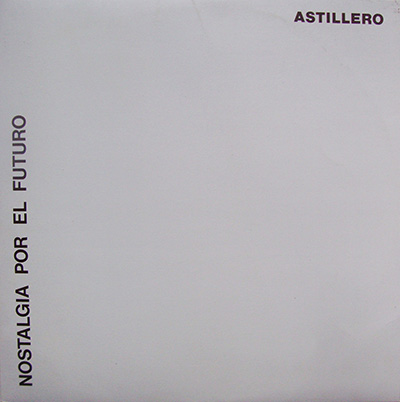 ASTILLERO
NOSTALGIA POR EL FUTURO